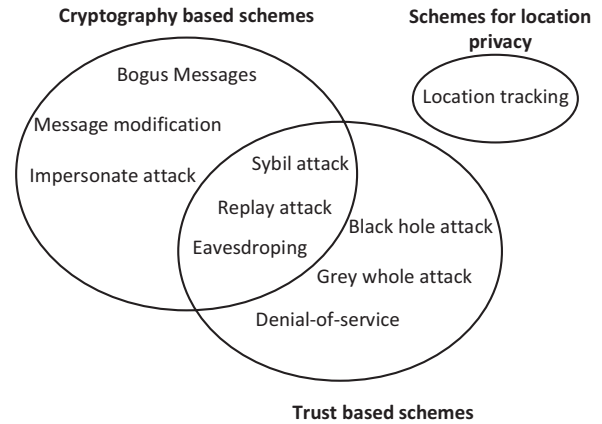 Cryptography based schemes
Schemes for location
privacy
Bogus Messages
Location tracking
Message modification
Sybil attack
Impersonate attack
Replay attack
Black hole attack
Eavesdroping
Grey whole attack
Denial-of-service
Trust based schemes